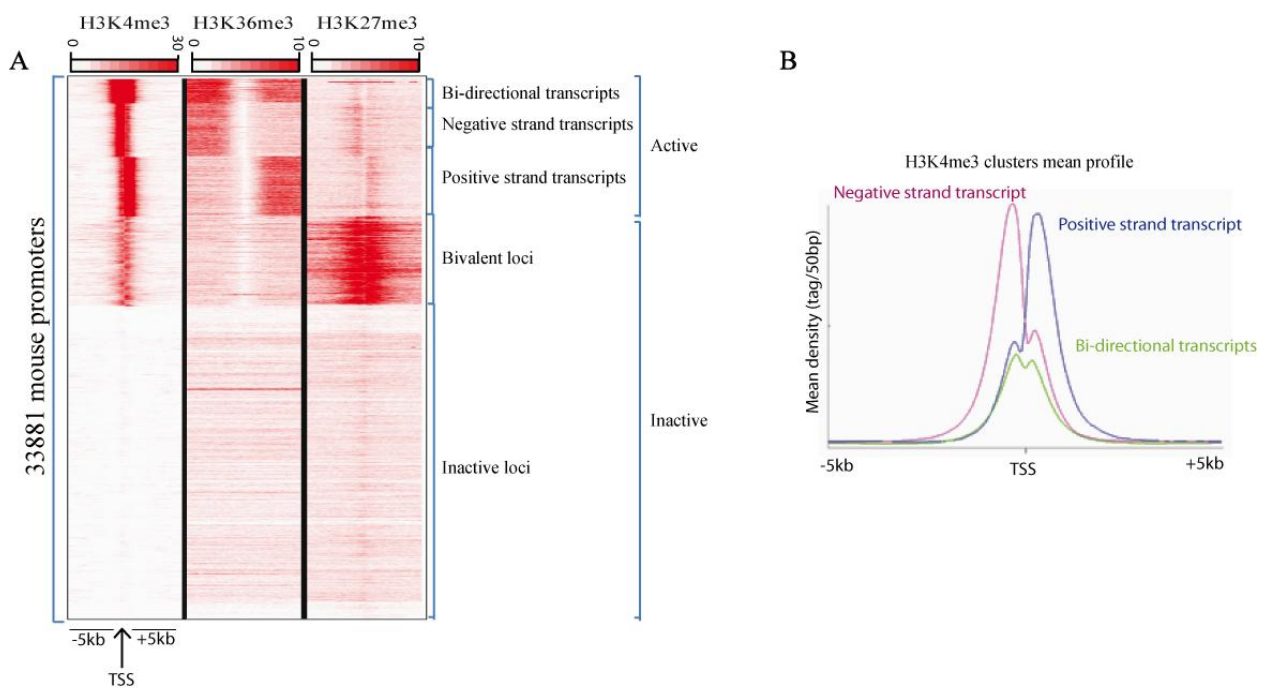 H3K4me3 H3K36me3 H3K27me3
0 30 0 10 0 10
A
33881 mouse promoters
Bi-directional transcripts
Negative strand transcripts
Positive strand transcripts
Bivalent loci
Inactive loci
Active
Inactive
-5kb +5kb
TSS
B
H3K4me3 clusters mean profile
Negative strand transcript
Positive strand transcript
Bi-directional transcripts
Mean density (tag/50bp)
-5kb TSS +5kb